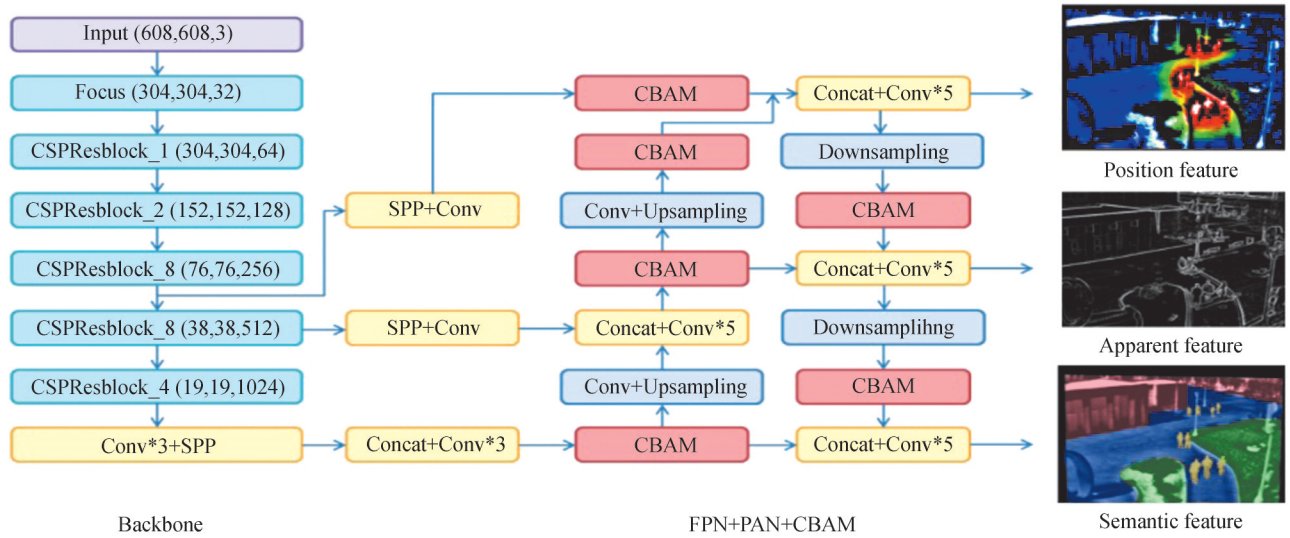 Input (608,608,3)
Focus (304,304,32)
CSPResblock_1 (304,304,64)
CSPResblock_2 (152,152,128)
CSPResblock_8 (76,76,256)
CSPResblock_8 (38,38,512)
CSPResblock_4 (19,19,1024)
Conv*3+SPP
Backbone
SPP+Conv
SPP+Conv
Concat+Conv*3
CBAM
CBAM
Conv+Upsampling
CBAM
Concat+Conv*5
Conv+Upsampling
CBAM
Concat+Conv*5
Downsampling
CBAM
Concat+Conv*5
Downsamplihng
CBAM
Concat+Conv*5
FPN+PAN+CBAM
Position feature
Apparent feature
Semantic feature